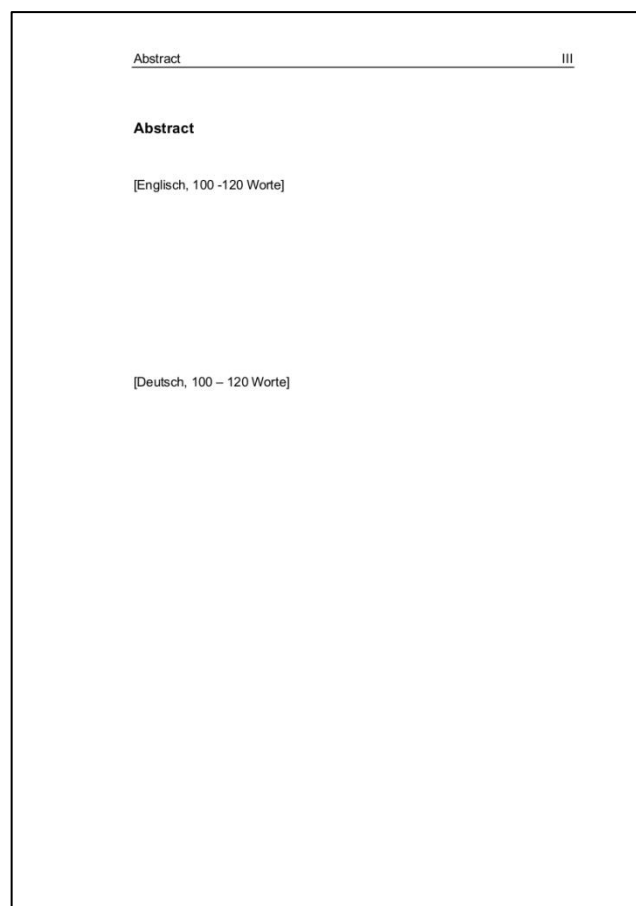 Abstract III
Abstract
[Englisch, 100 -120 Worte]
[Deutsch, 100 – 120 Worte]